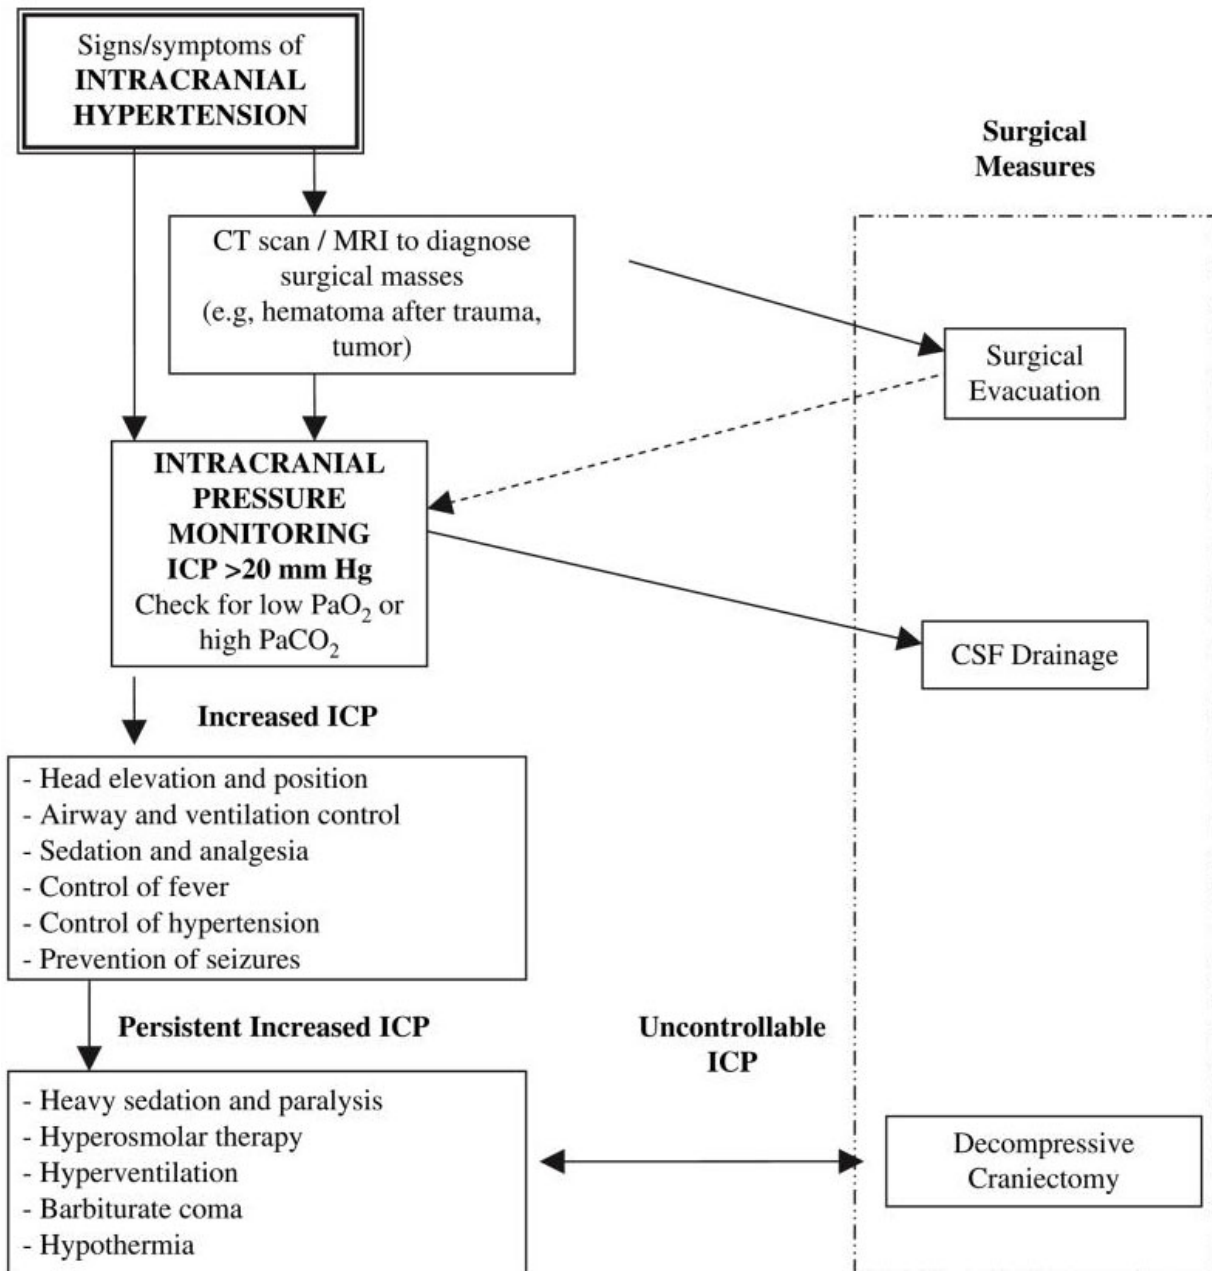 Signs/symptoms of
INTRACRANIAL
HYPERTENSION
Surgical
Measures
CT scan / MRI to diagnose
surgical masses
(e.g, hematoma after trauma,
tumor)
Surgical
Evacuation
INTRACRANIAL
PRESSURE
MONITORING
ICP >20 mm Hg
Check for low PaO₂ or
high PaCO₂
CSF Drainage
Increased ICP
- Head elevation and position
- Airway and ventilation control
- Sedation and analgesia
- Control of fever
- Control of hypertension
- Prevention of seizures
Persistent Increased ICP
Uncontrollable
ICP
- Heavy sedation and paralysis
- Hyperosmolar therapy
- Hyperventilation
- Barbiturate coma
- Hypothermia
Decompressive
Craniectomy